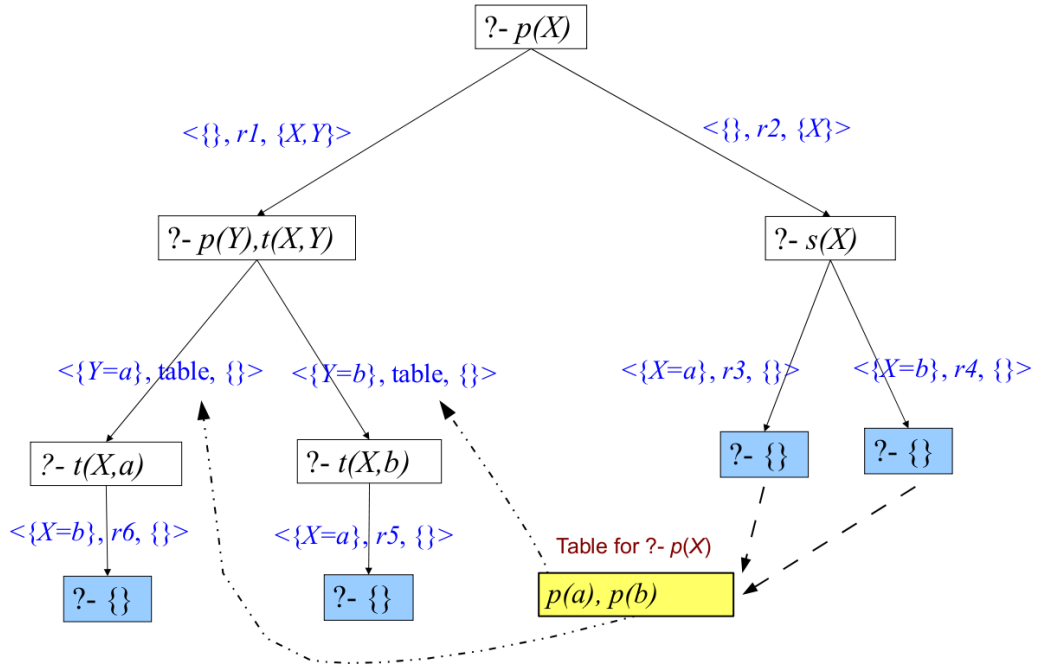 ?- p(X)
<{}, r1, {X,Y}>
<{}, r2, {X}>
?- p(Y),t(X,Y)
?- s(X)
<{Y=a}, table, {}>
<{Y=b}, table, {}>
<{X=a}, r3, {}>
<{X=b}, r4, {}>
?- t(X,a)
?- t(X,b)
?- {}
?- {}
<{X=b}, r6, {}>
<{X=a}, r5, {}>
Table for ?- p(X)
?- {}
?- {}
p(a), p(b)